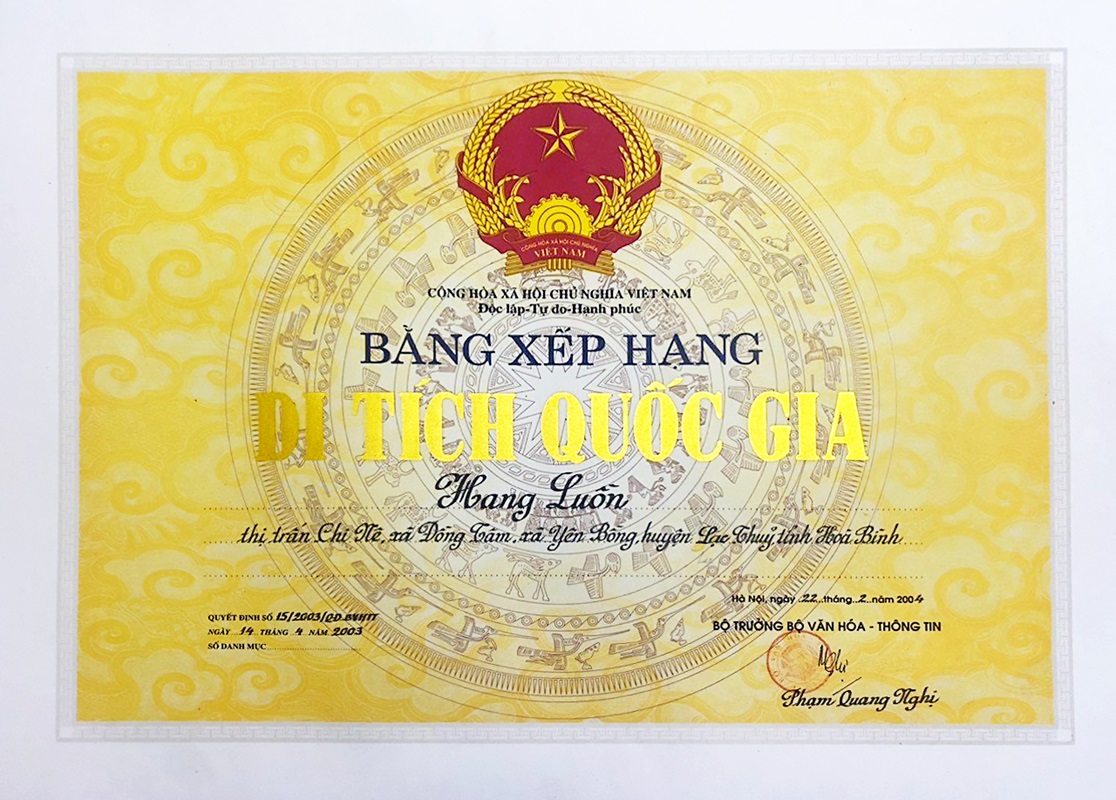 CỘNG HÒA XÃ HỘI CHỦ NGHĨA
VIỆT NAM
CỘNG HÒA XÃ HỘI CHỦ NGHĨA VIỆT NAM
Độc lập-Tự do-Hạnh phúc
BẰNG XẾP HẠNG
DI TÍCH QUỐC GIA
Hang Luồn
thị trấn Chi Nê, xã Đồng Tâm, xã Yên Bồng, huyện Lạc Thuỷ tỉnh Hoà Bình
Hà Nội, ngày 22 tháng 2 năm 2004
QUYẾT ĐỊNH SỐ 15/2003/QĐ.BVHTT
BỘ TRƯỞNG BỘ VĂN HÓA - THÔNG TIN
NGÀY 14 THÁNG 4 NĂM 2003
SỐ DANH MỤC
Phạm Quang Nghị